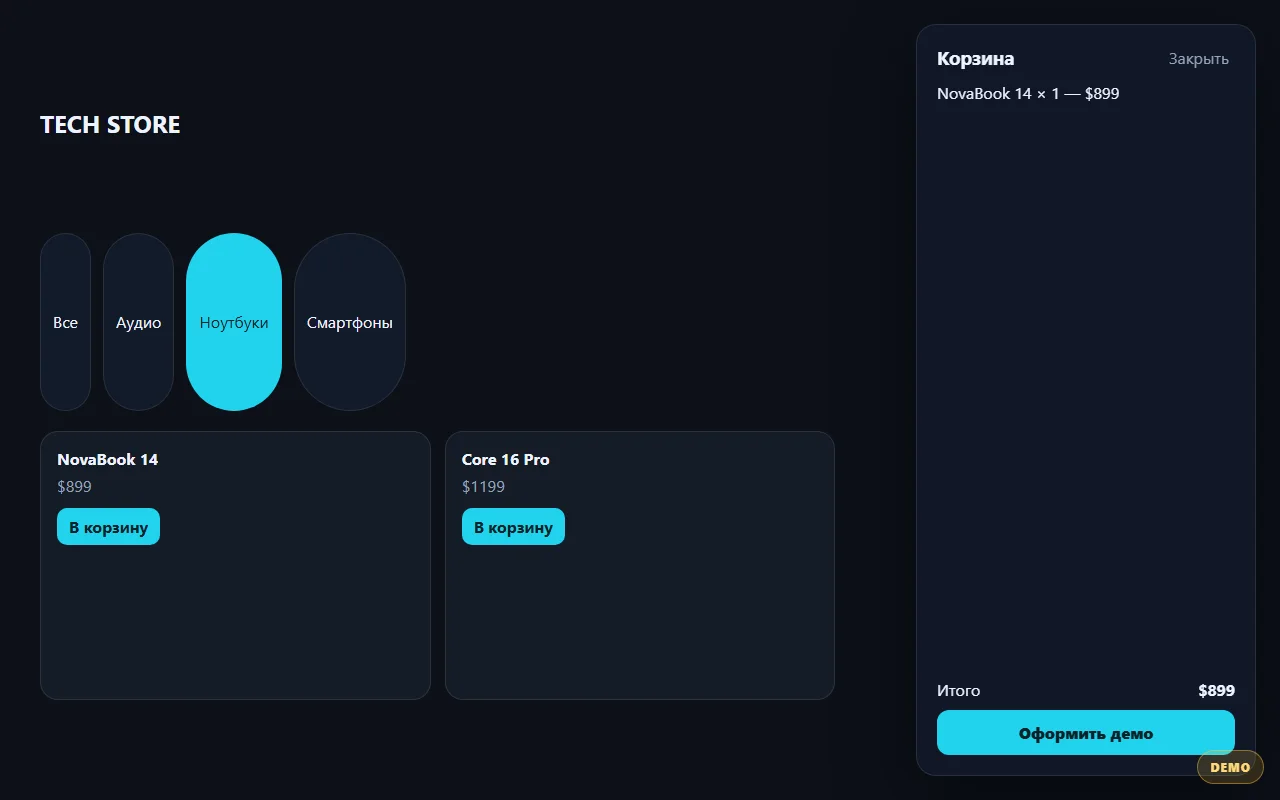 TECH STORE
Все
Аудио
Ноутбуки
Смартфоны
NovaBook 14
$899
В корзину
Core 16 Pro
$1199
В корзину
Корзина
Закрыть
NovaBook 14 × 1 — $899
Итого
$899
Оформить демо
DEMO